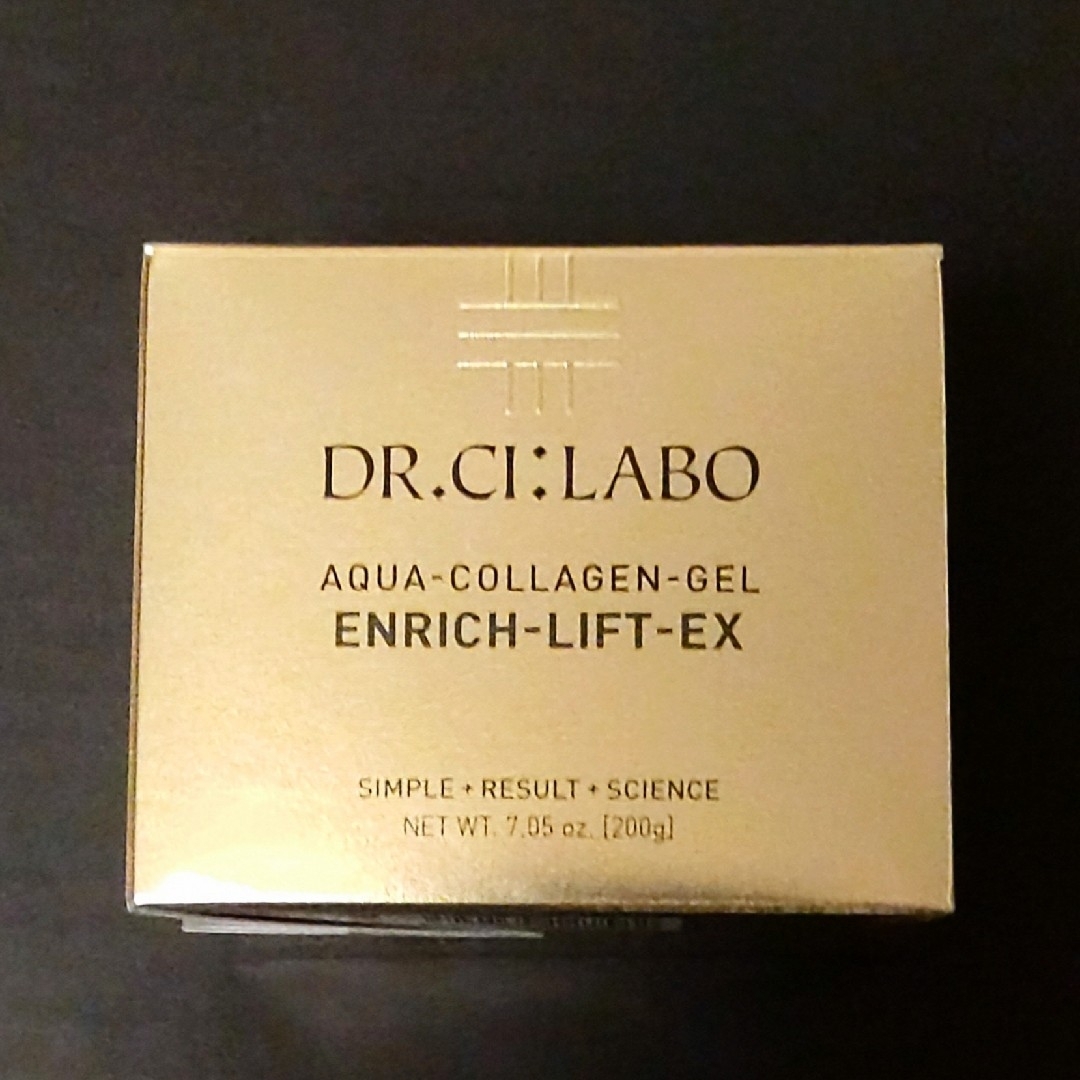 DR.CI:LABO
AQUA-COLLAGEN-GEL
ENRICH-LIFT-EX
SIMPLE + RESULT + SCIENCE
NET WT. 7.05 oz. [200g]